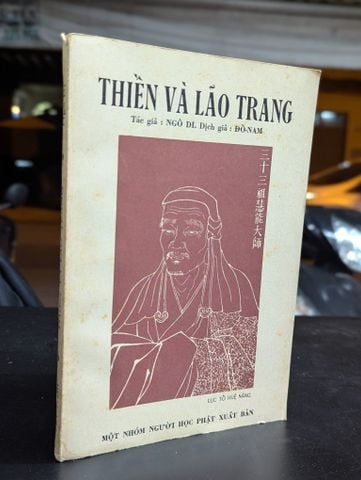 THIỀN VÀ LÃO TRANG
Tác giả : NGÔ DI. Dịch giả : ĐỖ-NAM
三十三祖慧能大師
LỤC TỔ HUỆ NĂNG
MỘT NHÓM NGƯỜI HỌC PHẬT XUẤT BẢN